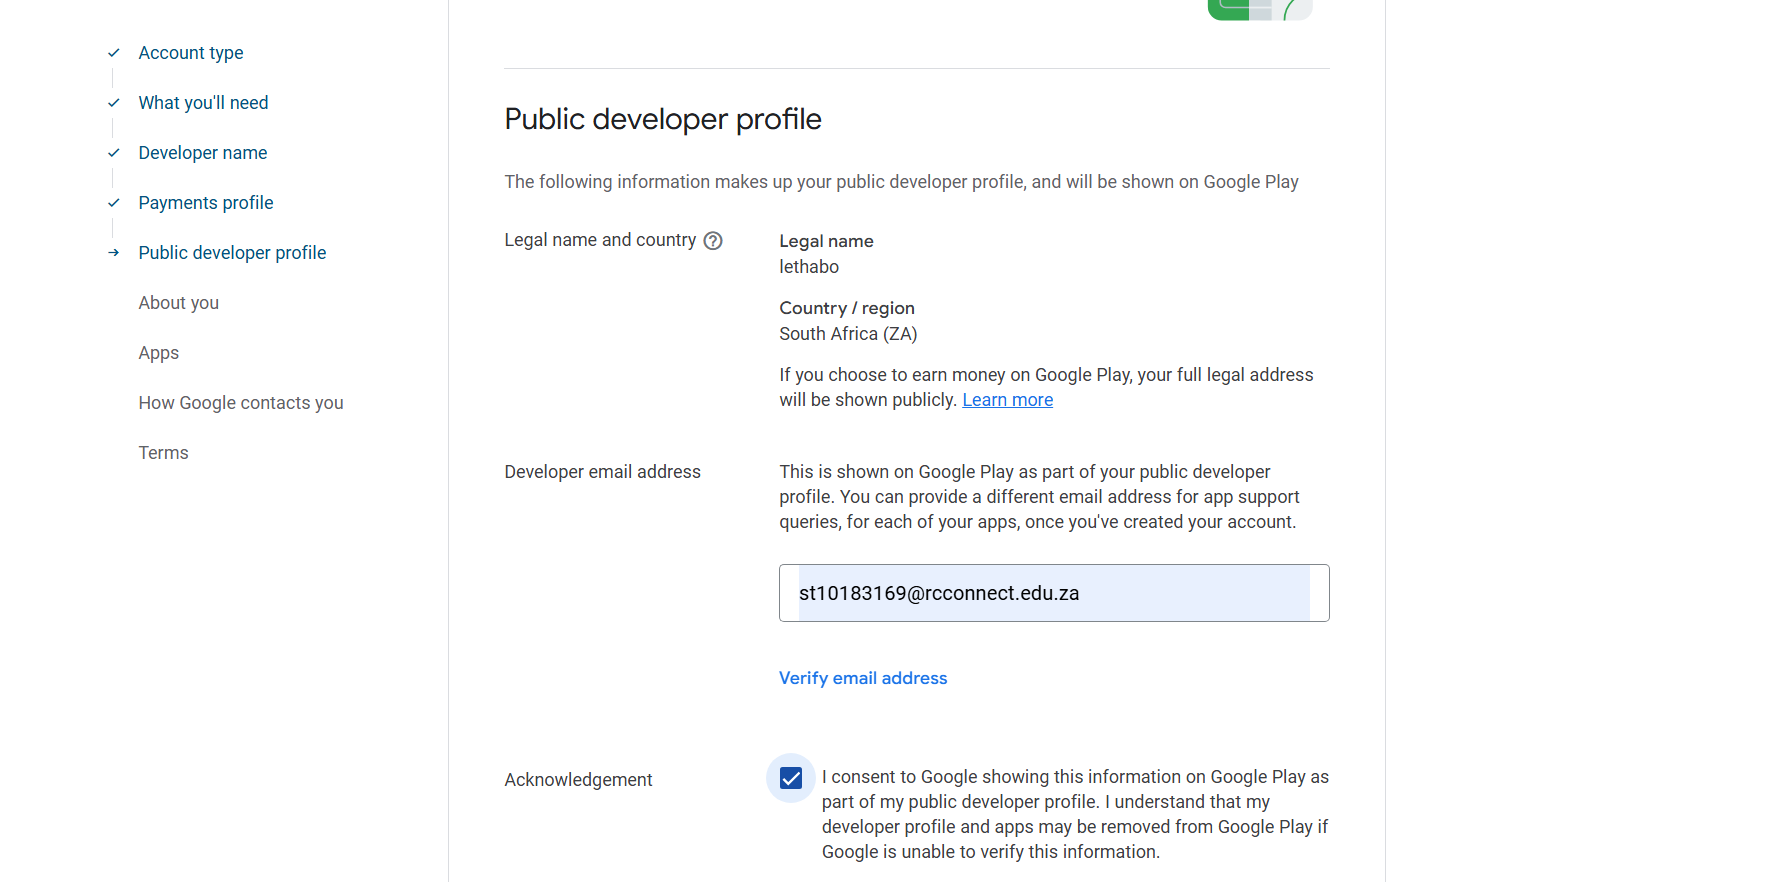 Account type
What you'll need
Developer name
Payments profile
Public developer profile
About you
Apps
How Google contacts you
Terms
Public developer profile
The following information makes up your public developer profile, and will be shown on Google Play
Legal name and country
Legal name
lethabo
Country / region
South Africa (ZA)
If you choose to earn money on Google Play, your full legal address
will be shown publicly. Learn more
Developer email address
This is shown on Google Play as part of your public developer
profile. You can provide a different email address for app support
queries, for each of your apps, once you've created your account.
st10183169@rcconnect.edu.za
Verify email address
Acknowledgement
I consent to Google showing this information on Google Play as
part of my public developer profile. I understand that my
developer profile and apps may be removed from Google Play if
Google is unable to verify this information.